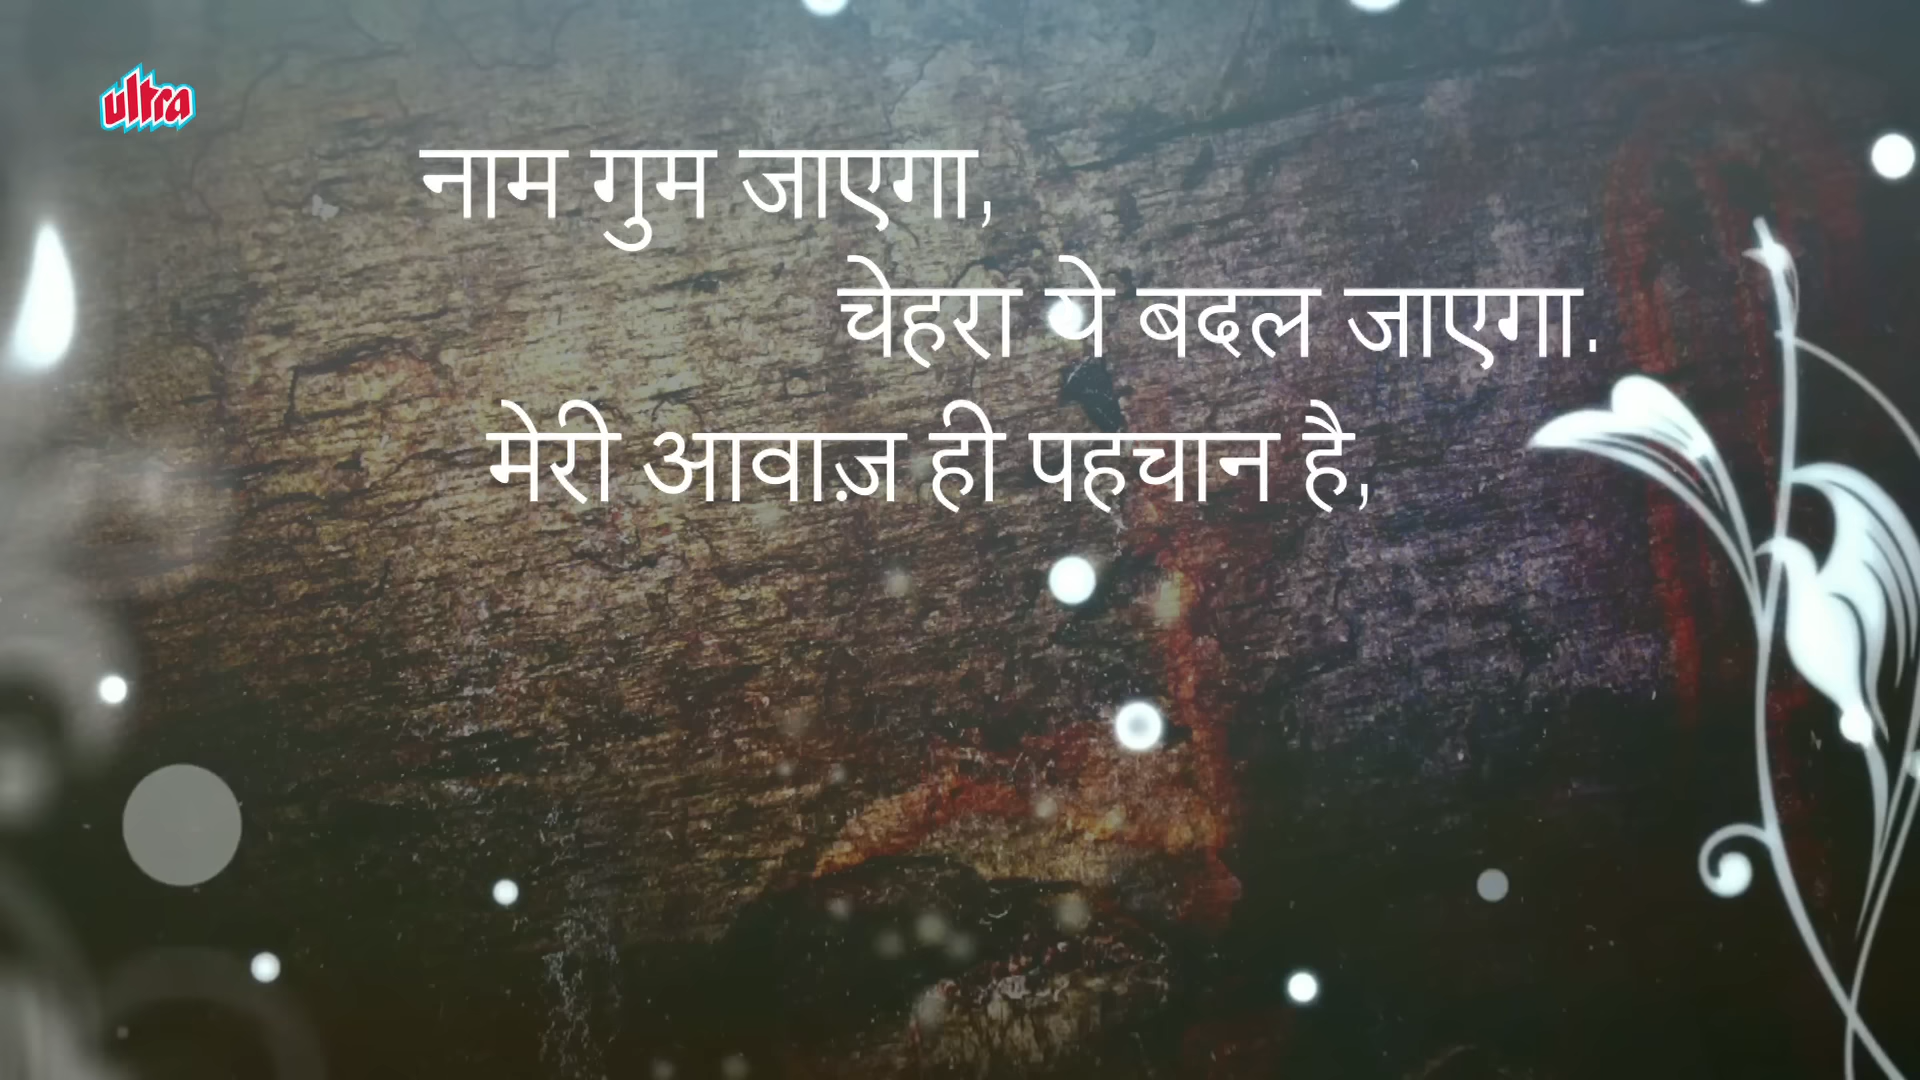 ultra
नाम गुम जाएगा,
चेहरा ये बदल जाएगा.
मेरी आवाज़ ही पहचान है,